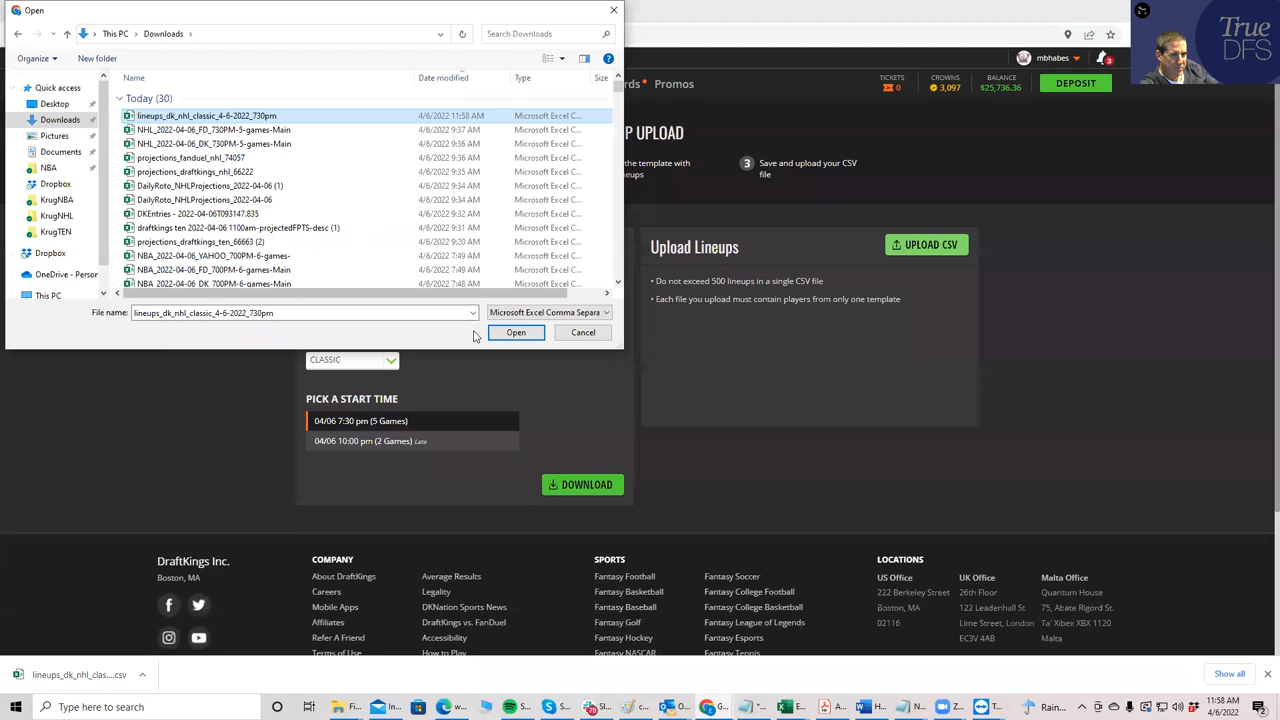 Open
This PC
Downloads
Search Downloads
Organize
New folder
Name
Date modified
Type
Size
Quick access
Desktop
Downloads
Pictures
Documents
NBA
Dropbox
KrugNBA
KrugNHL
KrugTEN
Dropbox
OneDrive - Person
This PC
Today (30)
lineups_dk_nhl_classic_4-6-2022_730pm 4/6/2022 11:58 AM Microsoft Excel C...
NHL_2022-04-06_FD_730PM-5-games-Main 4/6/2022 9:37 AM Microsoft Excel C...
NHL_2022-04-06_DK_730PM-5-games-Main 4/6/2022 9:36 AM Microsoft Excel C...
projections_fanduel_nhl_74057 4/6/2022 9:36 AM Microsoft Excel C...
projections_draftkings_nhl_66222 4/6/2022 9:35 AM Microsoft Excel C...
DailyRoto_NHLProjections_2022-04-06 (1) 4/6/2022 9:34 AM Microsoft Excel C...
DailyRoto_NHLProjections_2022-04-06 4/6/2022 9:34 AM Microsoft Excel C...
DKEntries - 2022-04-06T093147.835 4/6/2022 9:32 AM Microsoft Excel C...
draftkings ten 2022-04-06 1100am-projectedFPTS-desc (1) 4/6/2022 9:31 AM Microsoft Excel C...
projections_draftkings_ten_66663 (2) 4/6/2022 9:20 AM Microsoft Excel C...
NBA_2022-04-06_YAHOO_700PM-6-games- 4/6/2022 7:49 AM Microsoft Excel C...
NBA_2022-04-06_FD_700PM-6-games-Main 4/6/2022 7:49 AM Microsoft Excel C...
NBA_2022-04-06_DK_700PM-6-games-Main 4/6/2022 7:48 AM Microsoft Excel C...
File name:
lineups_dk_nhl_classic_4-6-2022_730pm
Microsoft Excel Comma Separa
Open
Cancel
True
DFS
mbhabes
3
rds
Promos
TICKETS
0
CROWNS
3,097
BALANCE
$25,736.36
DEPOSIT
P UPLOAD
the template with
neups
3
Save and upload your CSV
file
Upload Lineups
UPLOAD CSV
• Do not exceed 500 lineups in a single CSV file
• Each file you upload must contain players from only one template
CLASSIC
PICK A START TIME
04/06 7:30 pm (5 Games)
04/06 10:00 pm (2 Games) Late
DOWNLOAD
DraftKings Inc.
Boston, MA
COMPANY
About DraftKings
Careers
Mobile Apps
Affiliates
Refer A Friend
Terms of Use
Average Results
Legality
DKNation Sports News
DraftKings vs. FanDuel
Accessibility
How to Play
SPORTS
Fantasy Football
Fantasy Basketball
Fantasy Baseball
Fantasy Golf
Fantasy Hockey
Fantasy NASCAR
Fantasy Soccer
Fantasy College Football
Fantasy College Basketball
Fantasy League of Legends
Fantasy Esports
Fantasy Tennis
LOCATIONS
US Office
222 Berkeley Street
Boston, MA
02116
UK Office
26th Floor
122 Leadenhall St
Lime Street, London
EC3V 4AB
Malta Office
Quantum House
75, Abate Rigord St.
Ta' Xibex XBX 1120
Malta
lineups_dk_nhl_clas....csv
Show all
Type here to search
Fi...
In...
w...
Sp...
S...
Sl...
C...
O...
G...
*...
E...
A...
H...
N...
Z...
T...
Rain...
11:58 AM
4/6/2022